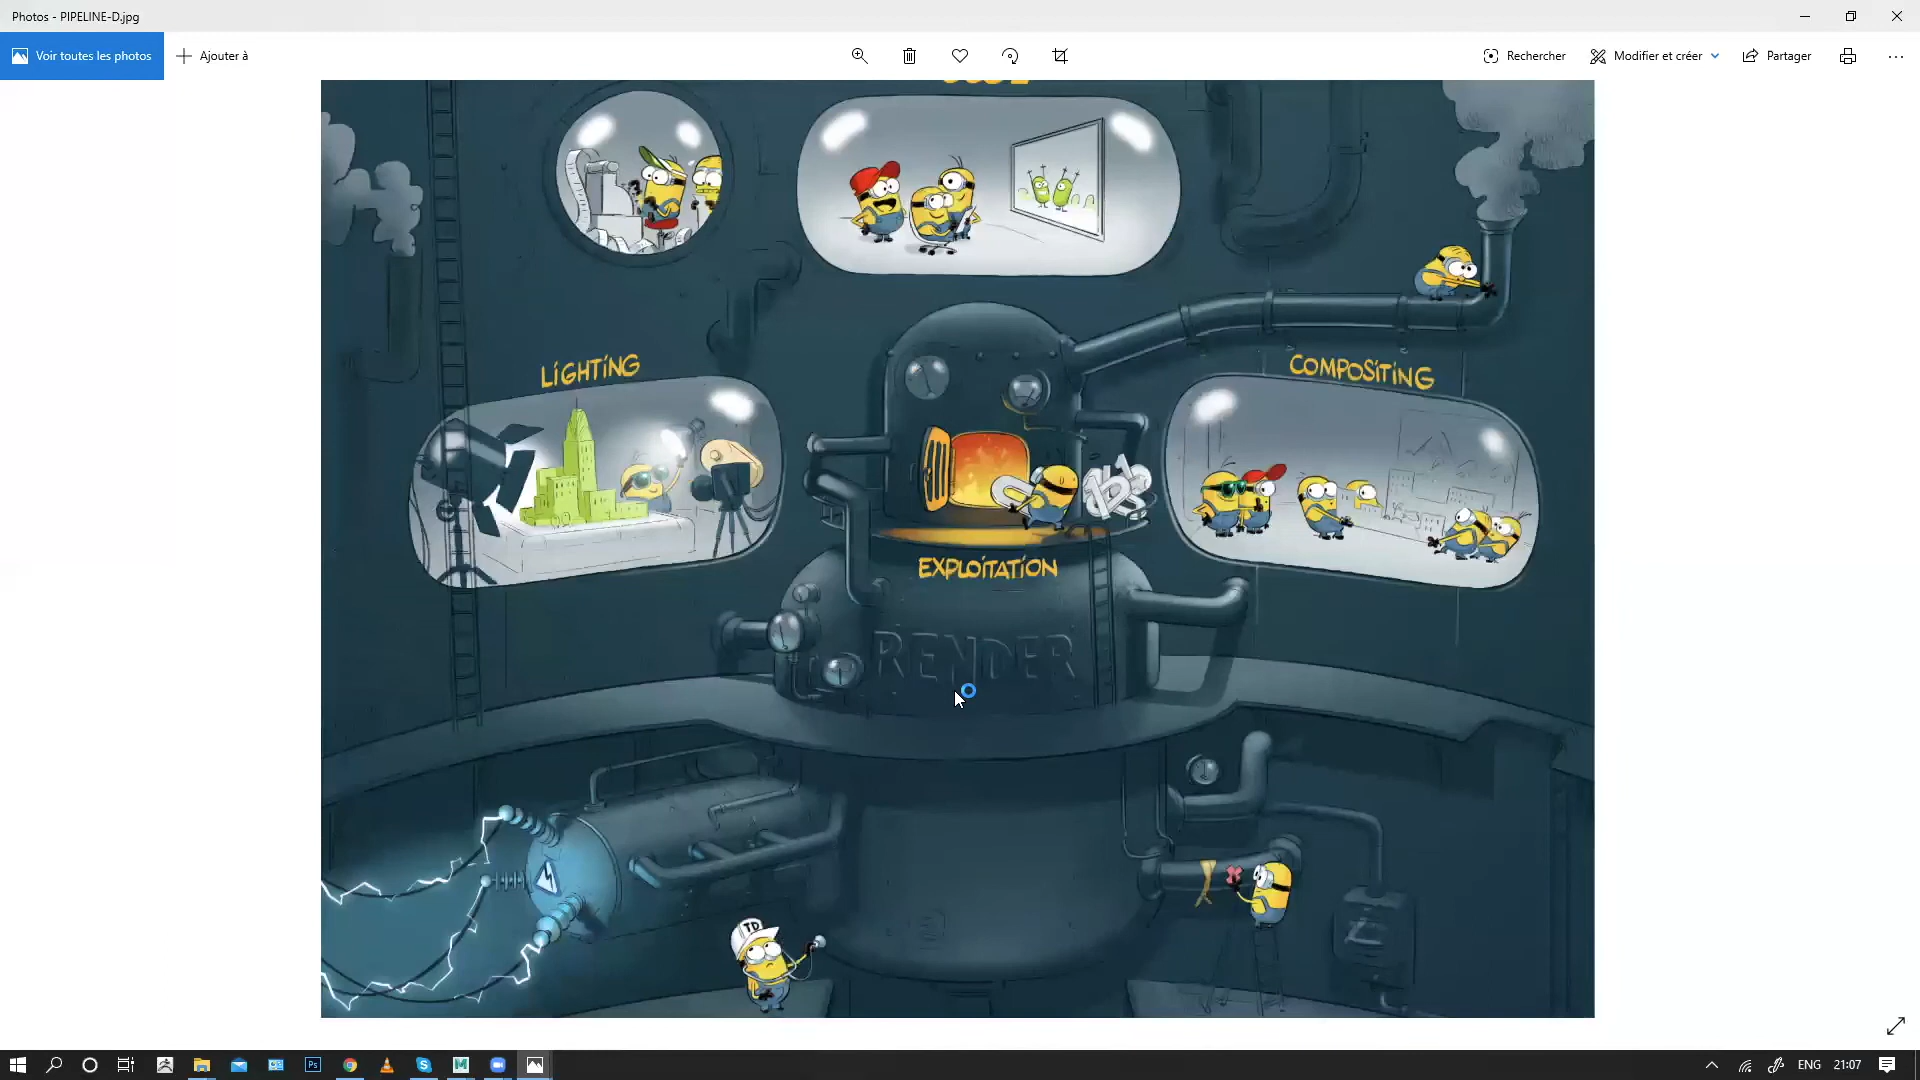 Photos - PIPELINE-D.jpg
Voir toutes les photos
Ajouter à
Rechercher
Modifier et créer
Partager
LIGHTING
COMPOSITING
EXPLOITATION
RENDER
TD
Ps
ENG
21:07